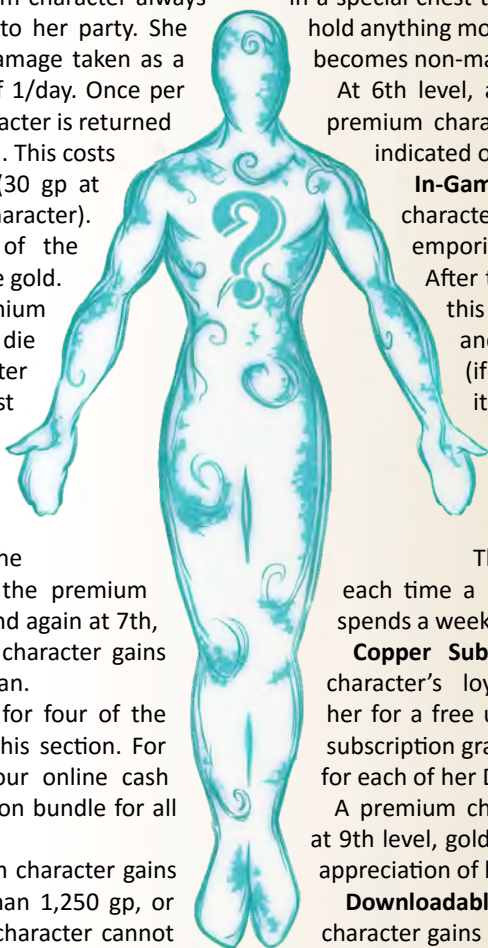 m character always
to her party. She
amage taken as a
f 1/day. Once per
acter is returned
. This costs
(30 gp at
haracter).
of the
e gold.
nium
die
ter
st
ne
the premium
nd again at 7th,
character gains
an.
for four of the
his section. For
our online cash
on bundle for all
m character gains
han 1,250 gp, or
character cannot
?
in a special chest t
hold anything mo
becomes non-ma
At 6th level, a
premium chara
indicated o
In-Gam
characte
empori
After t
this
and
(if
it
Th
each time a
spends a week
Copper Sub
character's loy
her for a free u
subscription gra
for each of her D
A premium ch
at 9th level, gold
appreciation of h
Downloadabl
character gains